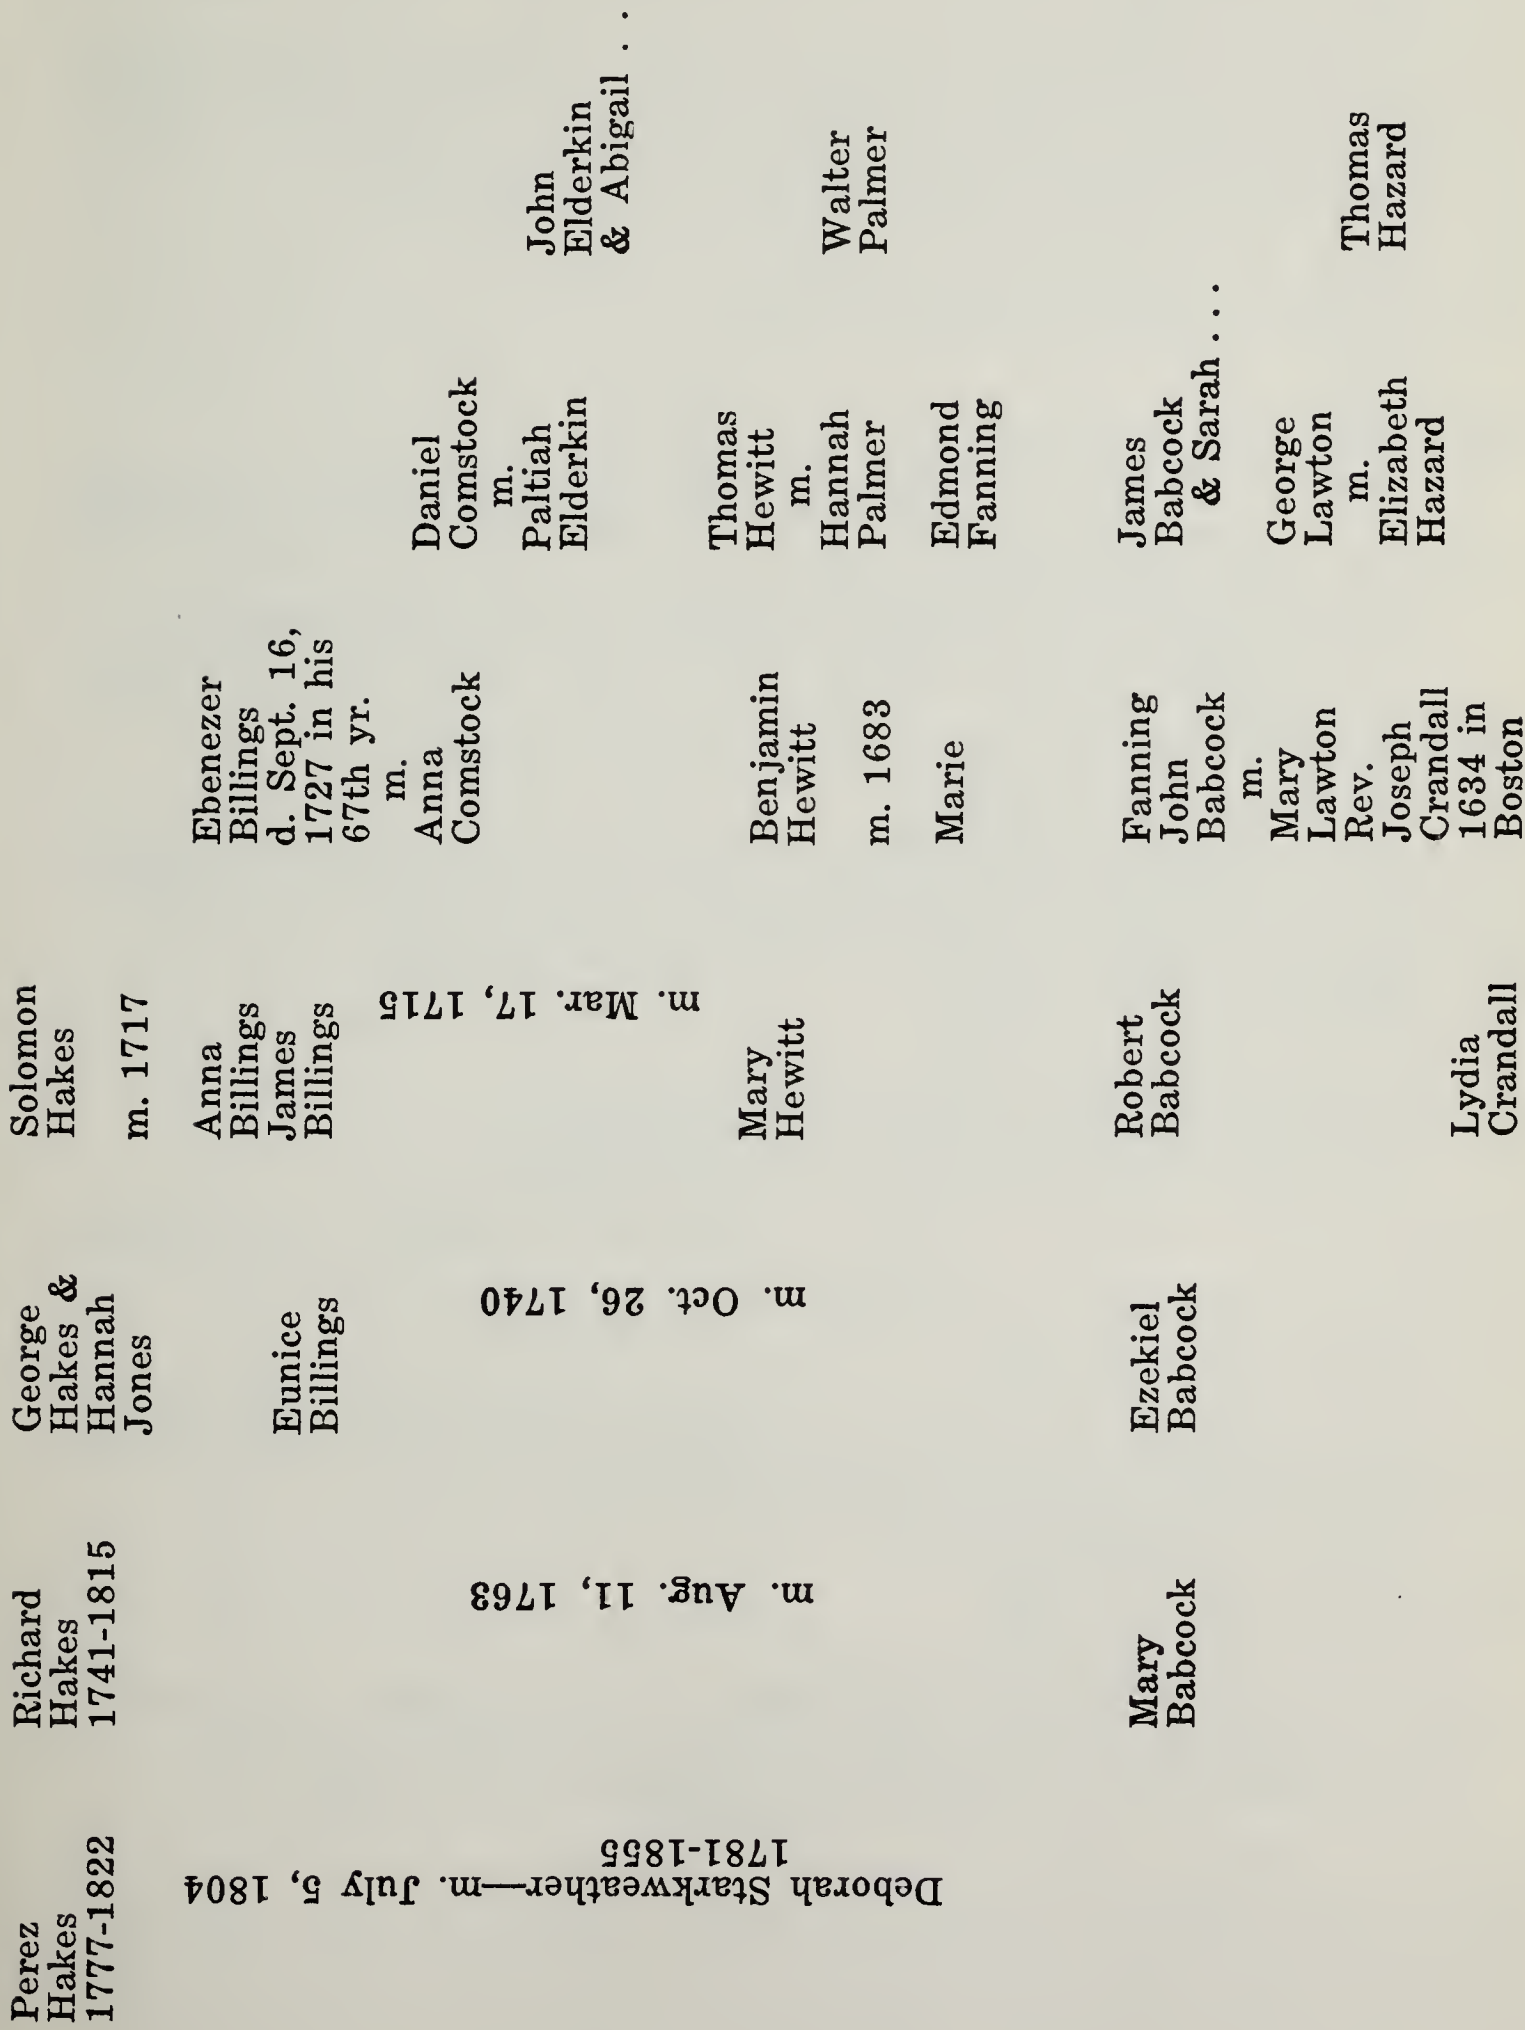 Perez
Hakes
1777-1822
Deborah Starkweather—m. July 5, 1804
1781-1855
Richard
Hakes
1741-1815
m. Aug. 11, 1763
Mary
Babcock
George
Hakes &
Hannah
Jones
Eunice
Billings
m. Oct. 26, 1740
Ezekiel
Babcock
Solomon
Hakes
m. 1717
Anna
Billings
James
Billings
m. Mar. 17, 1715
Mary
Hewitt
Robert
Babcock
Lydia
Crandall
Ebenezer
Billings
d. Sept. 16,
1727 in his
67th yr.
m.
Anna
Comstock
Benjamin
Hewitt
m. 1683
Marie
Fanning
John
Babcock
m.
Mary
Lawton
Rev.
Joseph
Crandall
1634 in
Boston
Daniel
Comstock
m.
Paltiah
Elderkin
Thomas
Hewitt
m.
Hannah
Palmer
Edmond
Fanning
James
Babcock
& Sarah . . .
George
Lawton
m.
Elizabeth
Hazard
John
Elderkin
& Abigail . .
Walter
Palmer
Thomas
Hazard